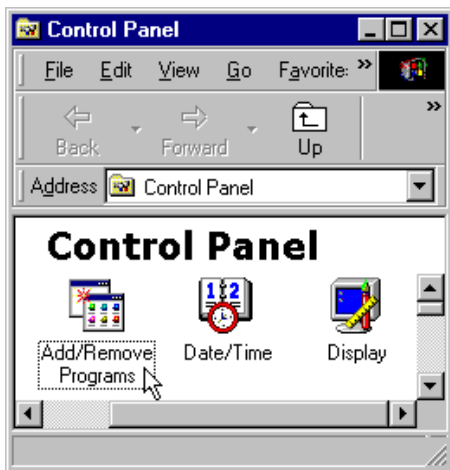 Control Panel
File Edit View Go Favorite: »
Back Forward Up »
Address Control Panel
Control Panel
Add/Remove Programs
Date/Time
Display